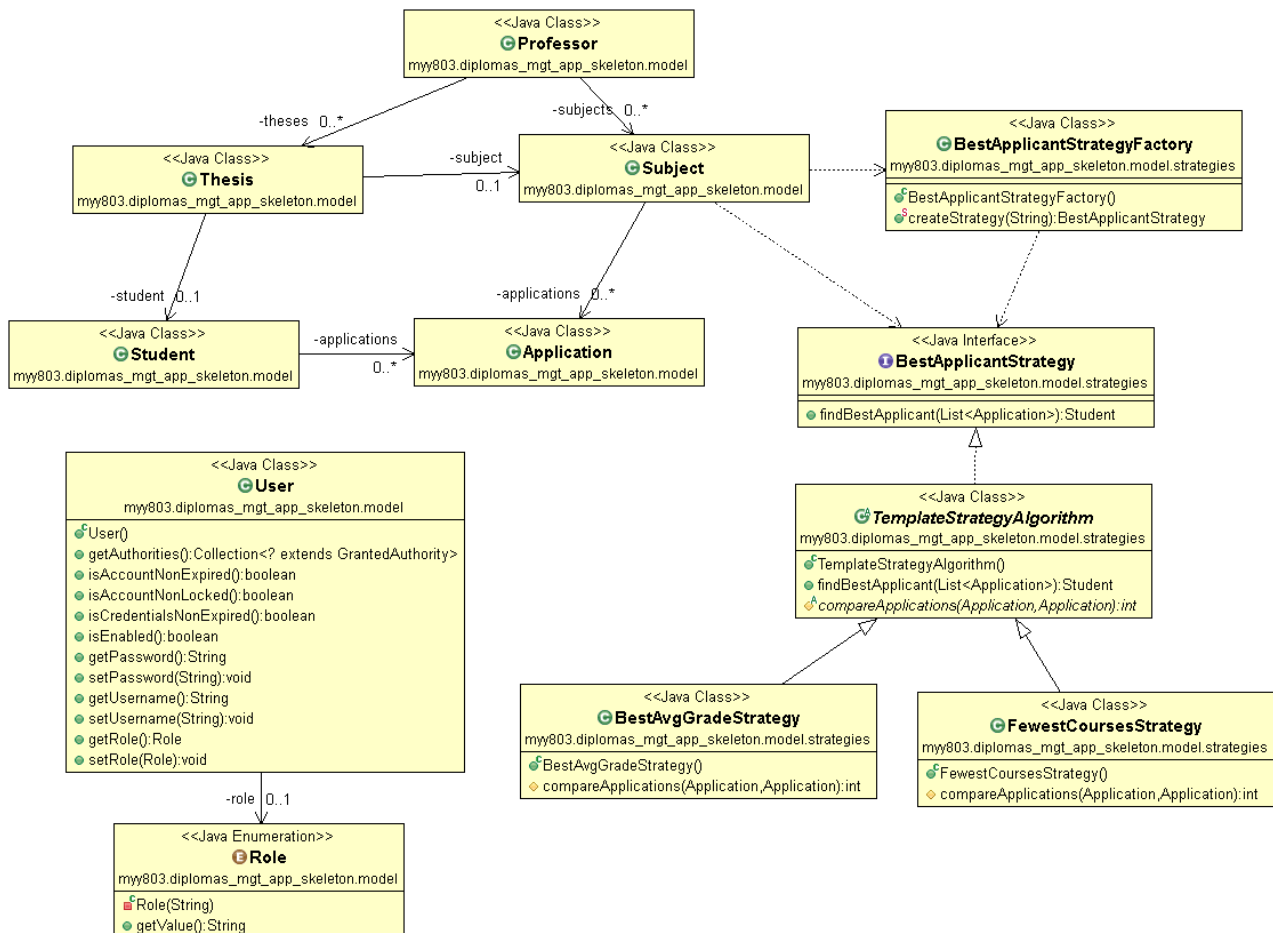 <<Java Class>>
Professor
myy803.diplomas_mgt_app_skeleton.model
-theses 0..*
-subjects 0..*
<<Java Class>>
Thesis
myy803.diplomas_mgt_app_skeleton.model
-subject
0..1
<<Java Class>>
Subject
myy803.diplomas_mgt_app_skeleton.model
<<Java Class>>
BestApplicantStrategyFactory
myy803.diplomas_mgt_app_skeleton.model.strategies
BestApplicantStrategyFactory()
createStrategy(String):BestApplicantStrategy
-student 0..1
-applications 0..*
<<Java Class>>
Student
myy803.diplomas_mgt_app_skeleton.model
-applications
0..*
<<Java Class>>
Application
myy803.diplomas_mgt_app_skeleton.model
<<Java Interface>>
BestApplicantStrategy
myy803.diplomas_mgt_app_skeleton.model.strategies
findBestApplicant(List<Application>):Student
<<Java Class>>
User
myy803.diplomas_mgt_app_skeleton.model
User()
getAuthorities():Collection<? extends GrantedAuthority>
isAccountNonExpired():boolean
isAccountNonLocked():boolean
isCredentialsNonExpired():boolean
isEnabled():boolean
getPassword():String
setPassword(String):void
getUsername():String
setUsername(String):void
getRole():Role
setRole(Role):void
<<Java Class>>
TemplateStrategyAlgorithm
myy803.diplomas_mgt_app_skeleton.model.strategies
TemplateStrategyAlgorithm()
findBestApplicant(List<Application>):Student
compareApplications(Application,Application):int
<<Java Class>>
BestAvgGradeStrategy
myy803.diplomas_mgt_app_skeleton.model.strategies
BestAvgGradeStrategy()
compareApplications(Application,Application):int
<<Java Class>>
FewestCoursesStrategy
myy803.diplomas_mgt_app_skeleton.model.strategies
FewestCoursesStrategy()
compareApplications(Application,Application):int
-role 0..1
<<Java Enumeration>>
Role
myy803.diplomas_mgt_app_skeleton.model
Role(String)
getValue():String